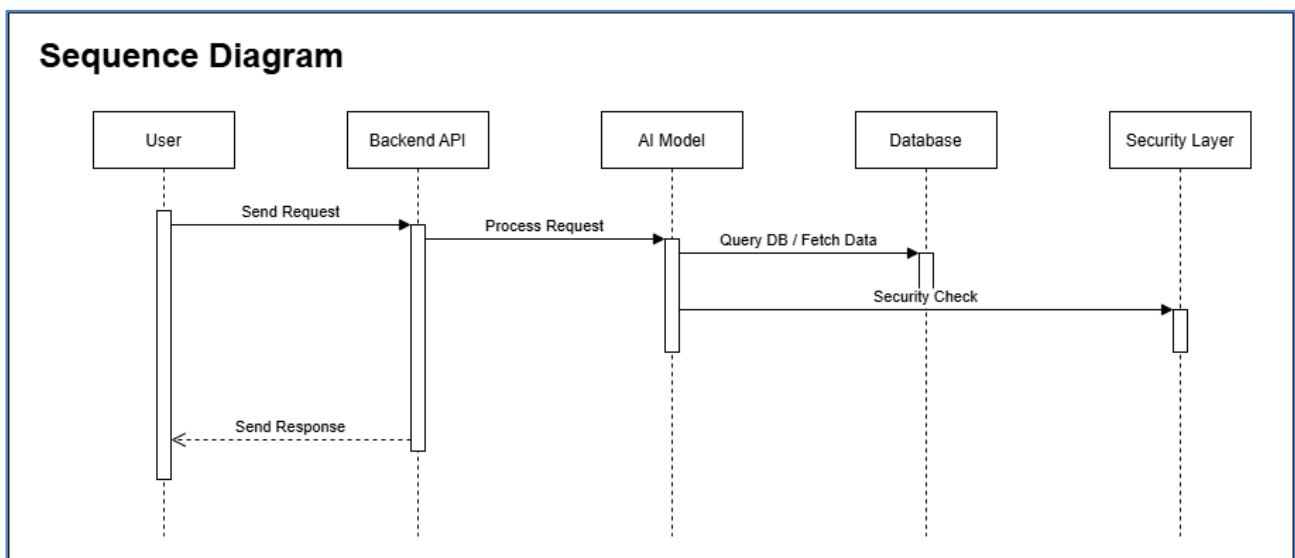 Sequence Diagram
User
Backend API
AI Model
Database
Security Layer
Send Request
Process Request
Query DB / Fetch Data
Security Check
Send Response